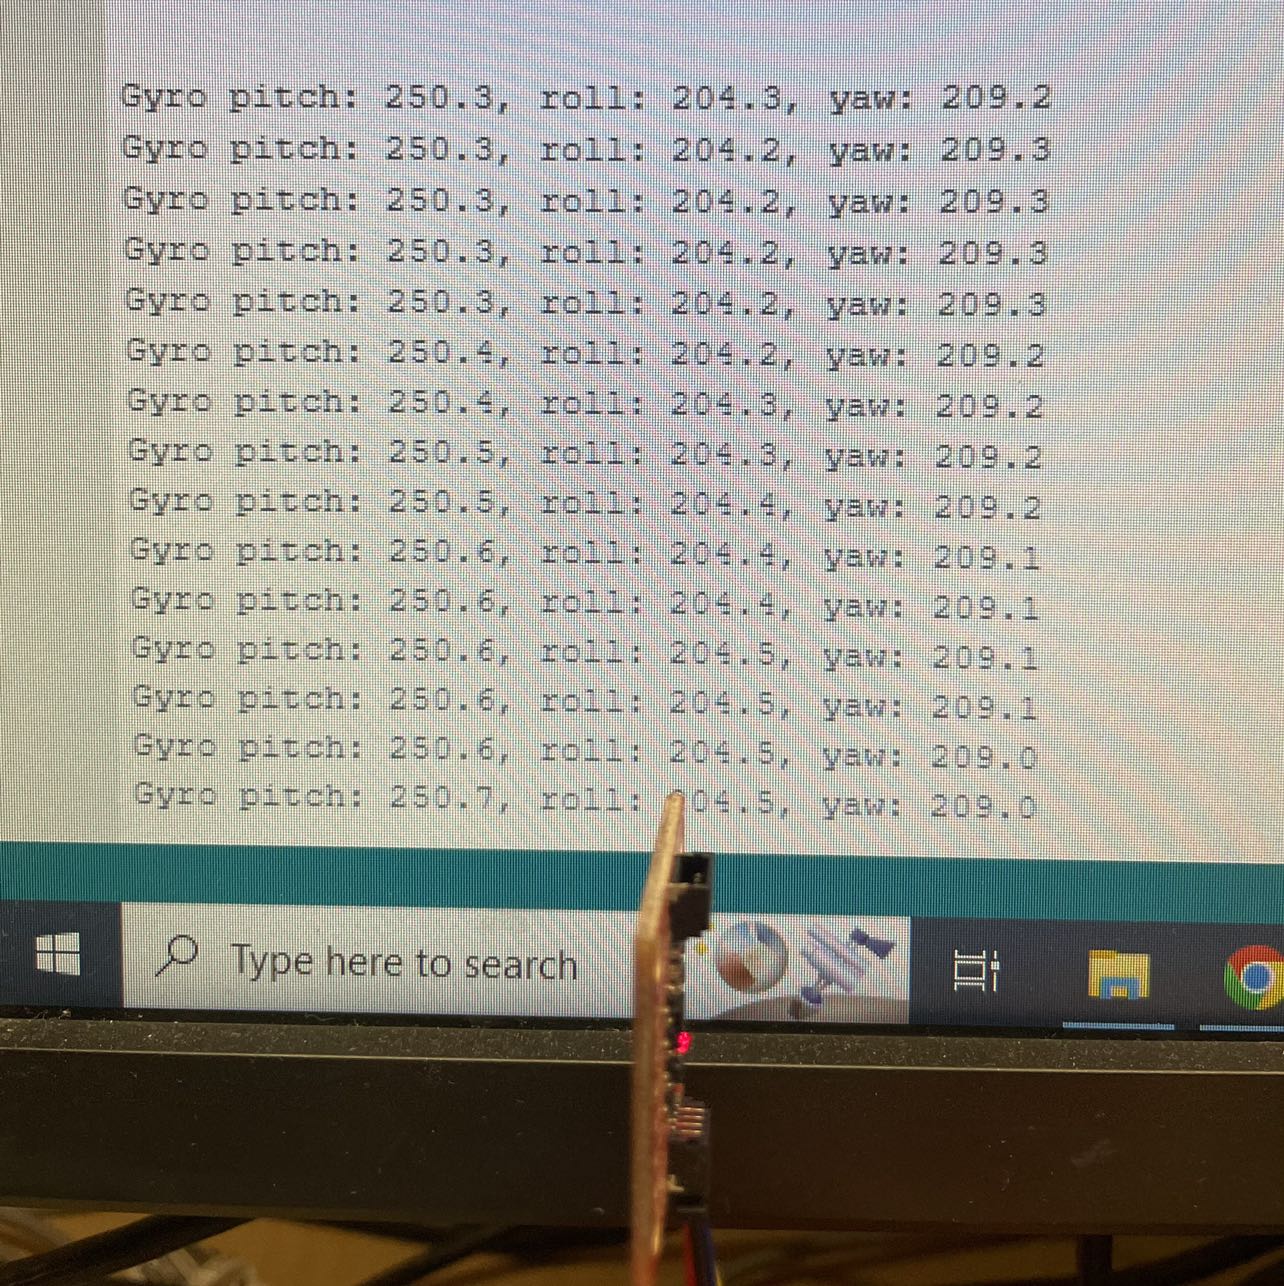 Gyro pitch: 250.3, roll: 204.3, yaw: 209.2
Gyro pitch: 250.3, roll: 204.2, yaw: 209.3
Gyro pitch: 250.3, roll: 204.2, yaw: 209.3
Gyro pitch: 250.3, roll: 204.2, yaw: 209.3
Gyro pitch: 250.3, roll: 204.2, yaw: 209.3
Gyro pitch: 250.4, roll: 204.2, yaw: 209.2
Gyro pitch: 250.4, roll: 204.3, yaw: 209.2
Gyro pitch: 250.5, roll: 204.3, yaw: 209.2
Gyro pitch: 250.5, roll: 204.4, yaw: 209.2
Gyro pitch: 250.6, roll: 204.4, yaw: 209.1
Gyro pitch: 250.6, roll: 204.4, yaw: 209.1
Gyro pitch: 250.6, roll: 204.5, yaw: 209.1
Gyro pitch: 250.6, roll: 204.5, yaw: 209.1
Gyro pitch: 250.6, roll: 204.5, yaw: 209.0
Gyro pitch: 250.7, roll: 204.5, yaw: 209.0
Type here to search